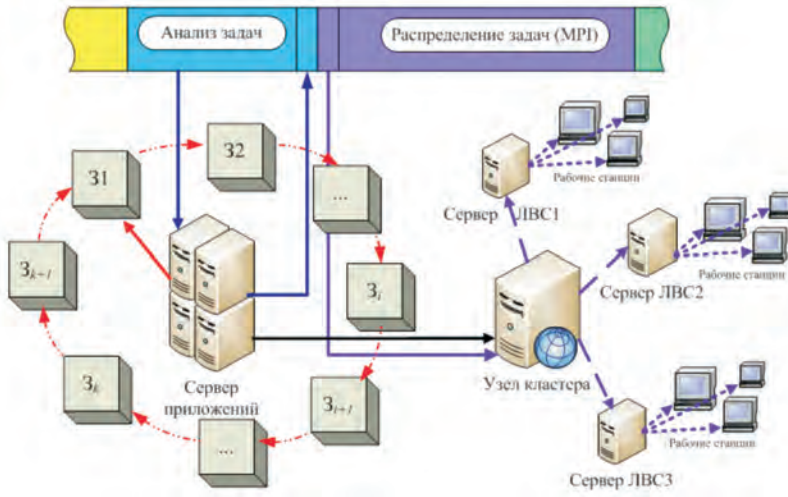 Анализ задач
Распределение задач (MPI)
З1
З2
...
Зi
Зi+1
...
Зk
Зk+1
Сервер
приложений
Узел кластера
Сервер ЛВС1
Рабочие станции
Сервер ЛВС2
Рабочие станции
Сервер ЛВС3
Рабочие станции